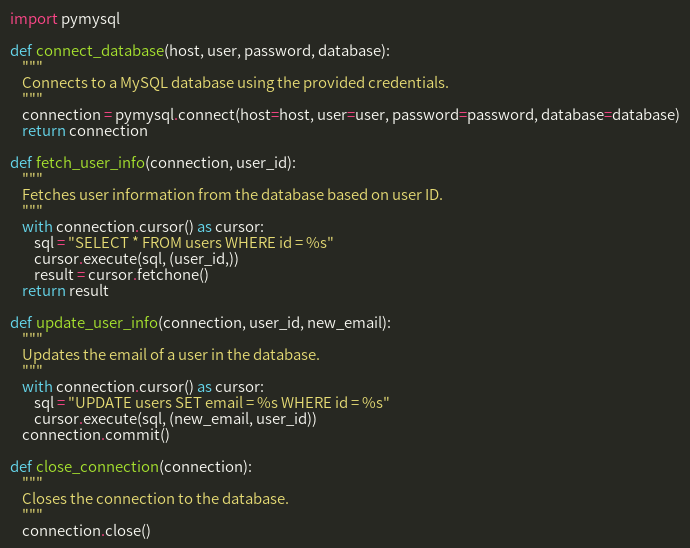 import pymysql

def connect_database(host, user, password, database):
    """
    Connects to a MySQL database using the provided credentials.
    """
    connection = pymysql.connect(host=host, user=user, password=password, database=database)
    return connection

def fetch_user_info(connection, user_id):
    """
    Fetches user information from the database based on user ID.
    """
    with connection.cursor() as cursor:
        sql = "SELECT * FROM users WHERE id = %s"
        cursor.execute(sql, (user_id,))
        result = cursor.fetchone()
    return result

def update_user_info(connection, user_id, new_email):
    """
    Updates the email of a user in the database.
    """
    with connection.cursor() as cursor:
        sql = "UPDATE users SET email = %s WHERE id = %s"
        cursor.execute(sql, (new_email, user_id))
    connection.commit()

def close_connection(connection):
    """
    Closes the connection to the database.
    """
    connection.close()